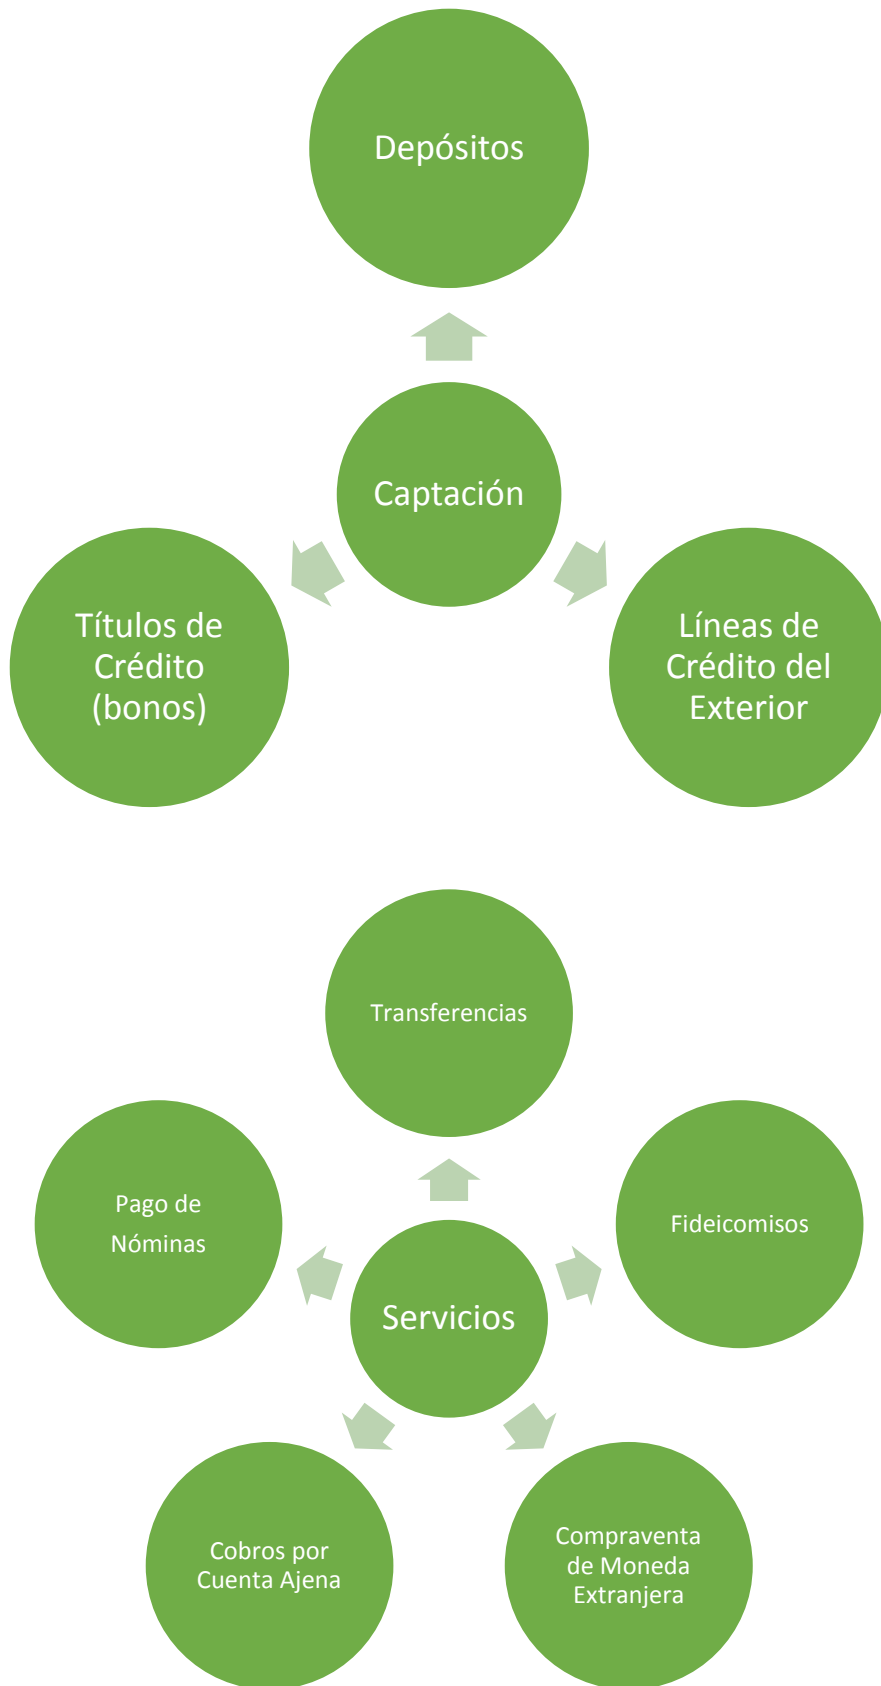 Depósitos
Captación
Títulos de
Crédito
(bonos)
Líneas de
Crédito del
Exterior
Transferencias
Pago de
Nóminas
Fideicomisos
Servicios
Cobros por
Cuenta Ajena
Compraventa
de Moneda
Extranjera